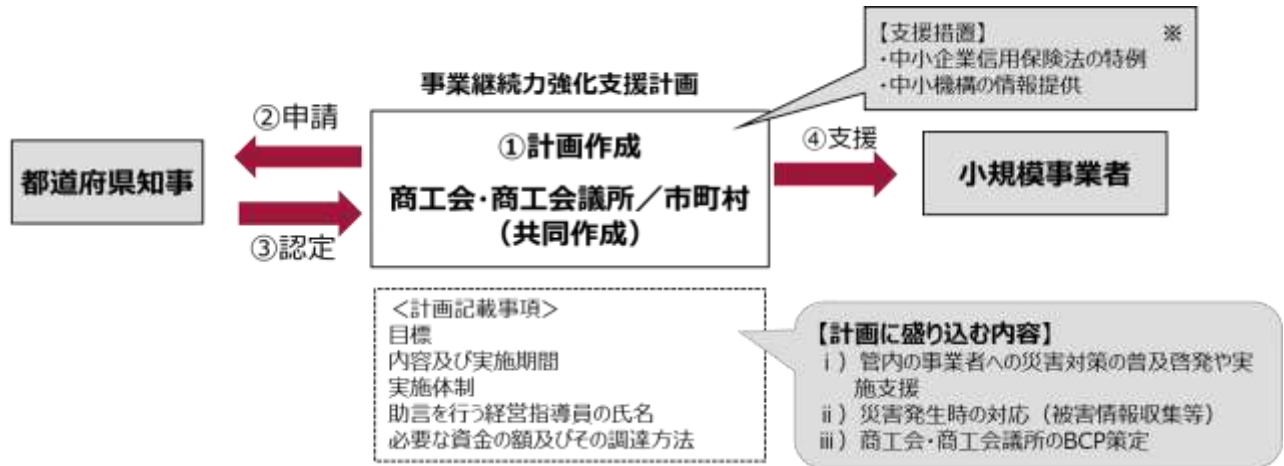 【支援措置】 ※
・中小企業信用保険法の特例
・中小機構の情報提供
事業継続力強化支援計画
②申請
①計画作成
④支援
都道府県知事
商工会・商工会議所／市町村
（共同作成）
小規模事業者
③認定
＜計画記載事項＞
目標
内容及び実施期間
実施体制
助言を行う経営指導員の氏名
必要な資金の額及びその調達方法
【計画に盛り込む内容】
ⅰ）管内の事業者への災害対策の普及啓発や実
施支援
ⅱ）災害発生時の対応（被害情報収集等）
ⅲ）商工会・商工会議所のBCP策定